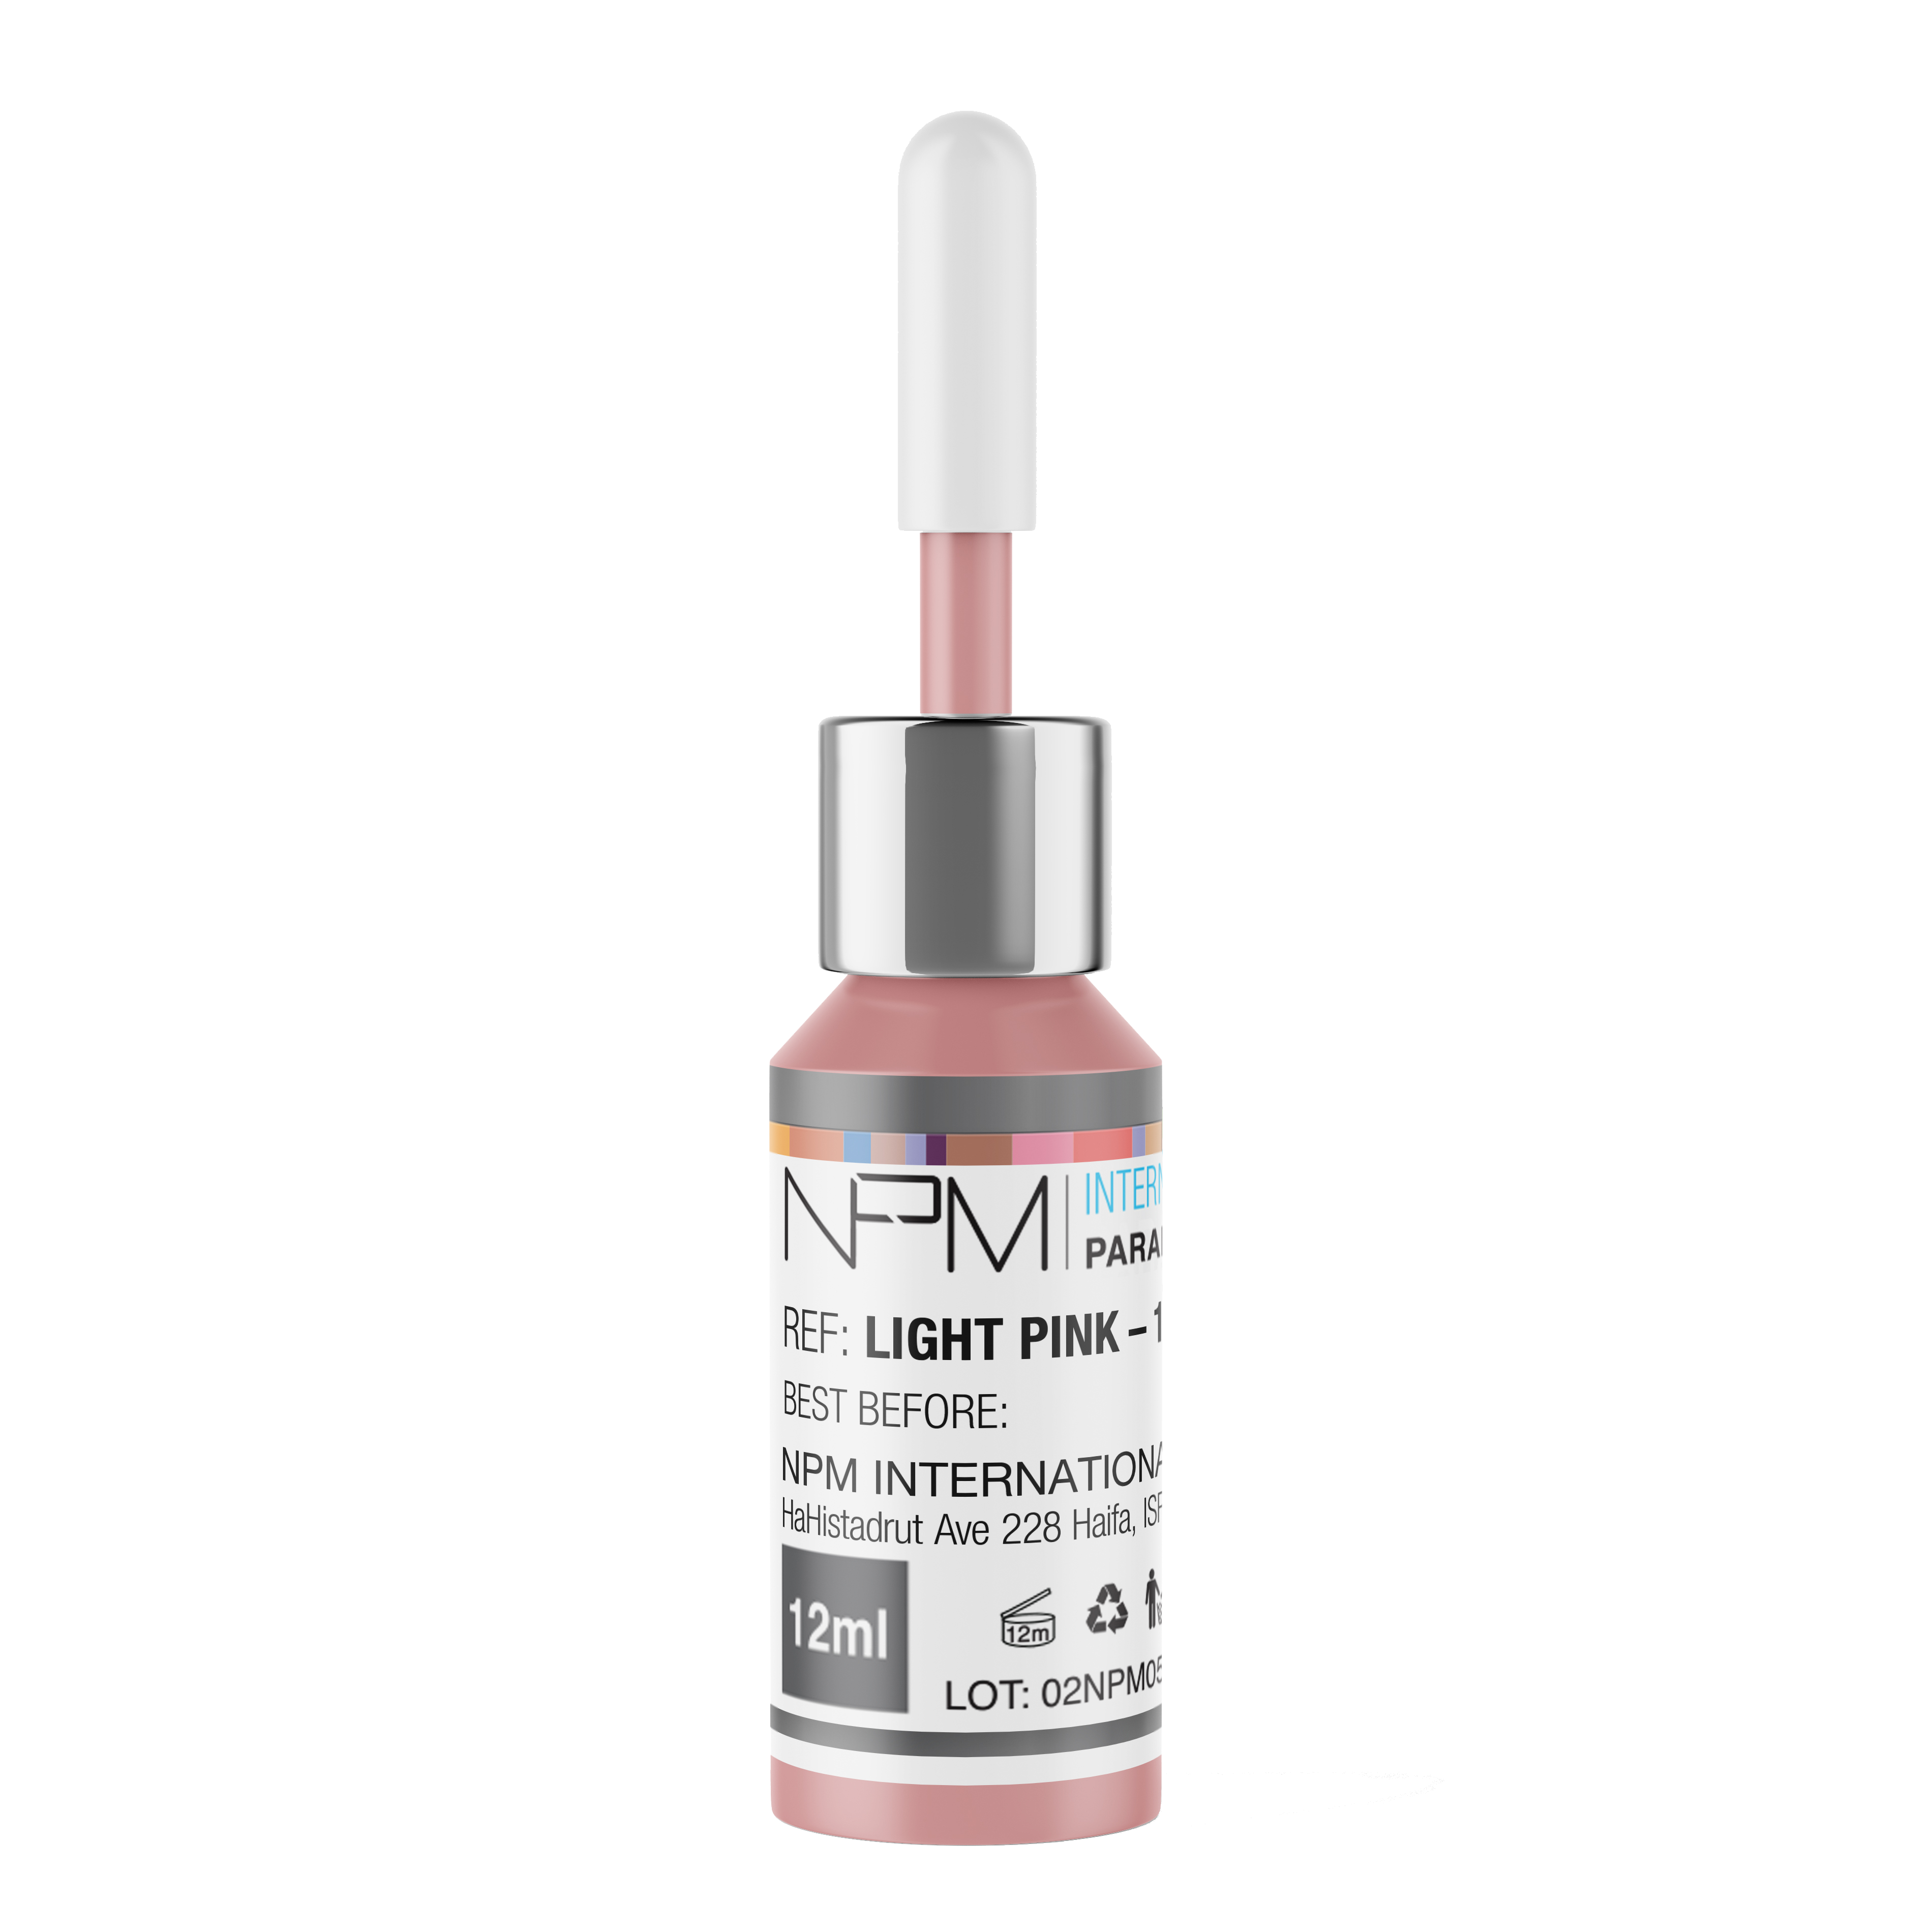 NPM
INTERN
PARA
REF: LIGHT PINK – 1
BEST BEFORE:
NPM INTERNATIONA
HaHistadrut Ave 228 Haifa, IS
12ml
12m
LOT: 02NPM05